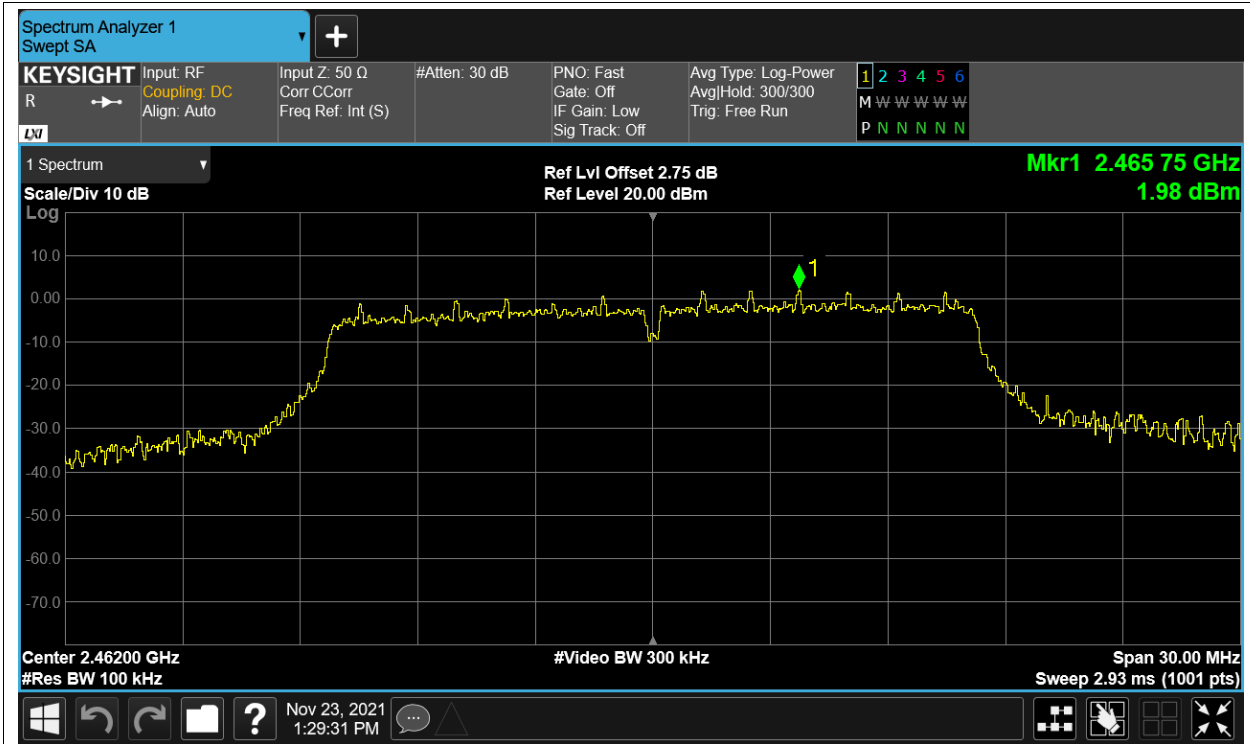 Spectrum Analyzer 1
Swept SA
▼
+
KEYSIGHT
R
LXI
Input: RF
Coupling: DC
Align: Auto
Input Z: 50 Ω
Corr CCorr
Freq Ref: Int (S)
#Atten: 30 dB
PNO: Fast
Gate: Off
IF Gain: Low
Sig Track: Off
Avg Type: Log-Power
Avg|Hold: 300/300
Trig: Free Run
1 2 3 4 5 6
M W W W W W
P N N N N N
1 Spectrum
Scale/Div 10 dB
Log
Ref Lvl Offset 2.75 dB
Ref Level 20.00 dBm
Mkr1 2.465 75 GHz
1.98 dBm
1
10.0
0.00
-10.0
-20.0
-30.0
-40.0
-50.0
-60.0
-70.0
Center 2.46200 GHz
#Res BW 100 kHz
#Video BW 300 kHz
Span 30.00 MHz
Sweep 2.93 ms (1001 pts)
?
Nov 23, 2021
1:29:31 PM